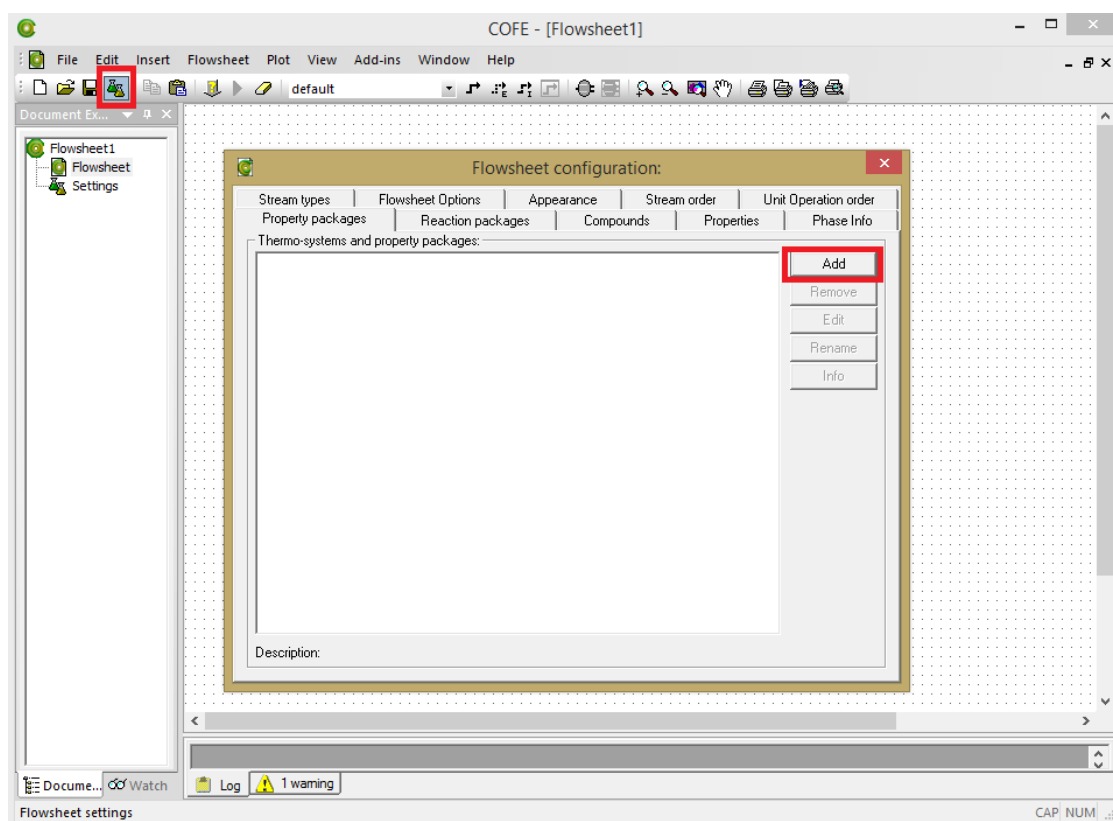 COFE - [Flowsheet1]
File Edit Insert Flowsheet Plot View Add-ins Window Help
default
Document Ex...
Flowsheet1
Flowsheet
Settings
Flowsheet configuration:
Stream types Flowsheet Options Appearance Stream order Unit Operation order
Property packages Reaction packages Compounds Properties Phase Info
Thermo-systems and property packages:
Add
Remove
Edit
Rename
Info
Description:
Docume... Watch
Log 1 warning
Flowsheet settings CAP NUM